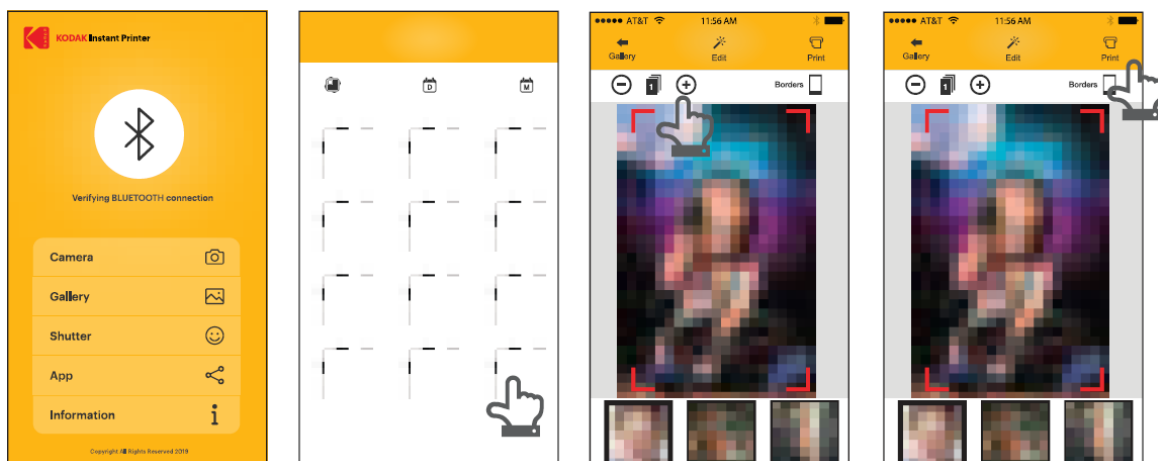 KODAK Instant Printer
Verifying BLUETOOTH connection
Camera
Gallery
Shutter
App
Information
Copyright All Rights Reserved 2018
D
M
AT&T 11:56 AM
Gallery Edit Print
1 Borders
AT&T 11:56 AM
Gallery Edit Print
1 Borders